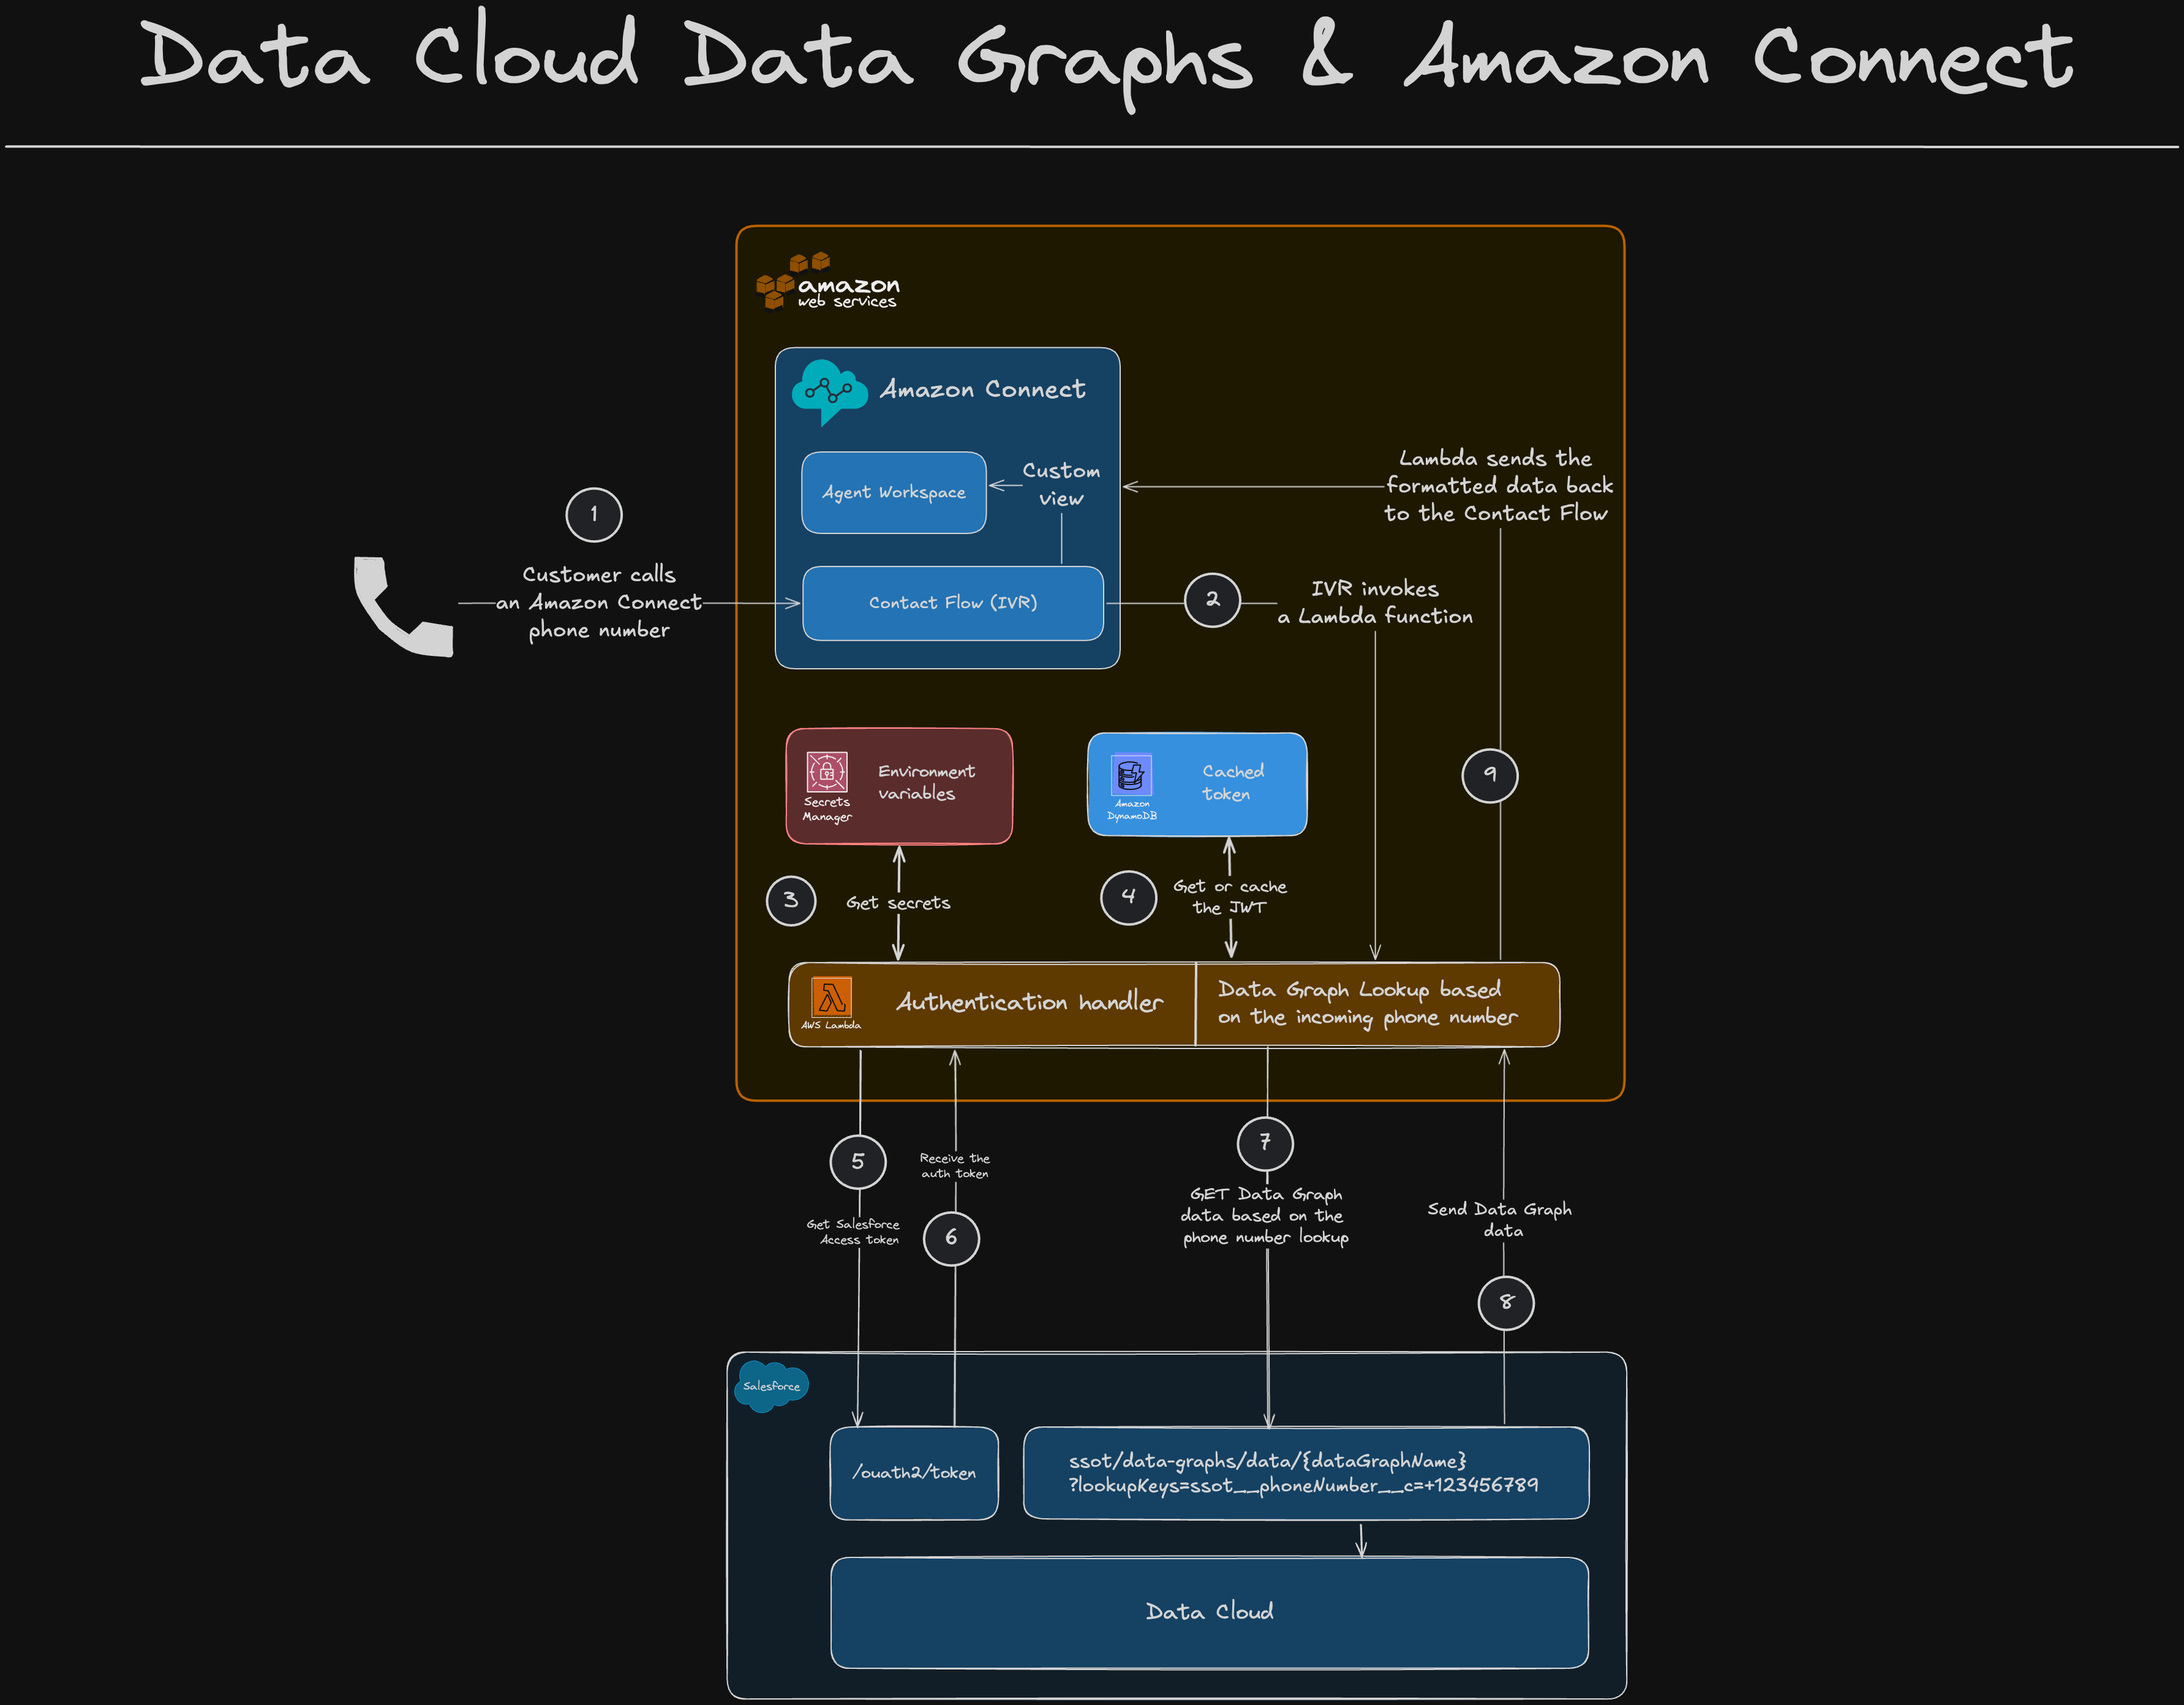 Data Cloud Data Graphs & Amazon Connect
amazon
web services
Amazon Connect
Agent Workspace
Custom
view
Contact Flow (IVR)
1
Customer calls
an Amazon Connect
phone number
2
IVR invokes
a Lambda function
Lambda sends the
formatted data back
to the Contact Flow
9
Secrets
Manager
Environment
variables
Amazon
DynamoDB
Cached
token
3
Get secrets
4
Get or cache
the JWT
AWS Lambda
Authentication handler
Data Graph Lookup based
on the incoming phone number
5
Get Salesforce
Access token
Receive the
auth token
6
7
GET Data Graph
data based on the
phone number lookup
Send Data Graph
data
8
Salesforce
/ouath2/token
ssot/data-graphs/data/{dataGraphName}
?lookupKeys=ssot__phoneNumber__c=+123456789
Data Cloud